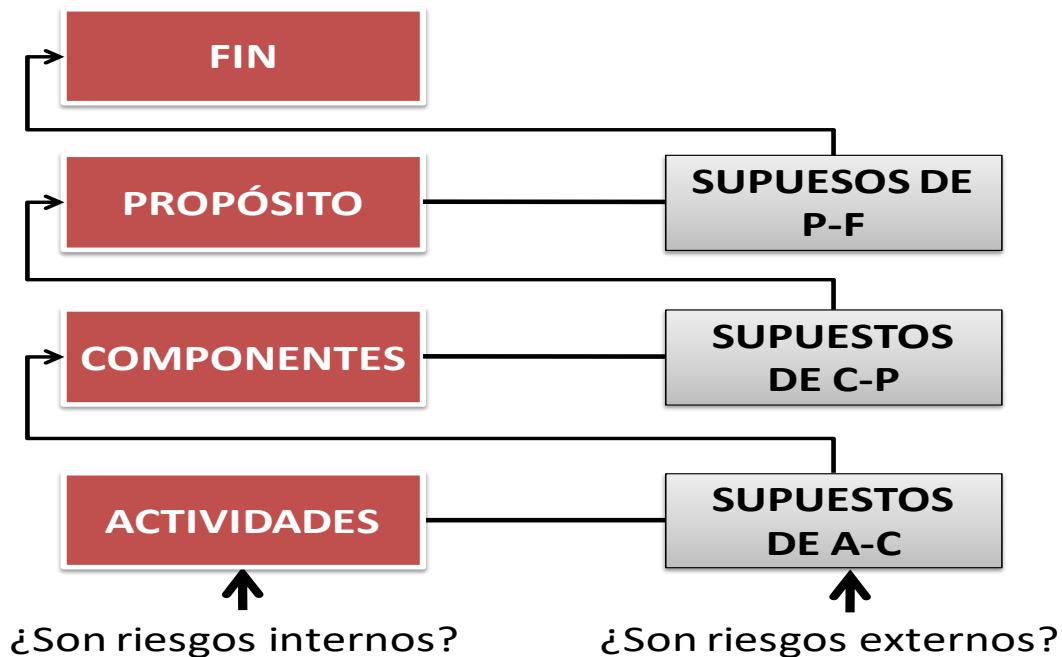 FIN
PROPÓSITO
SUPUESOS DE
P-F
COMPONENTES
SUPUESTOS
DE C-P
ACTIVIDADES
SUPUESTOS
DE A-C
¿Son riesgos internos?
¿Son riesgos externos?